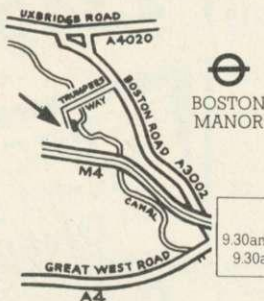 UXBRIDGE ROAD
A4020
TRUMPERS
WAY
BOSTON ROAD
A3002
BOSTON
MANOR
M4
CANAL
9.30am
9.30a
GREAT WEST ROAD
A4